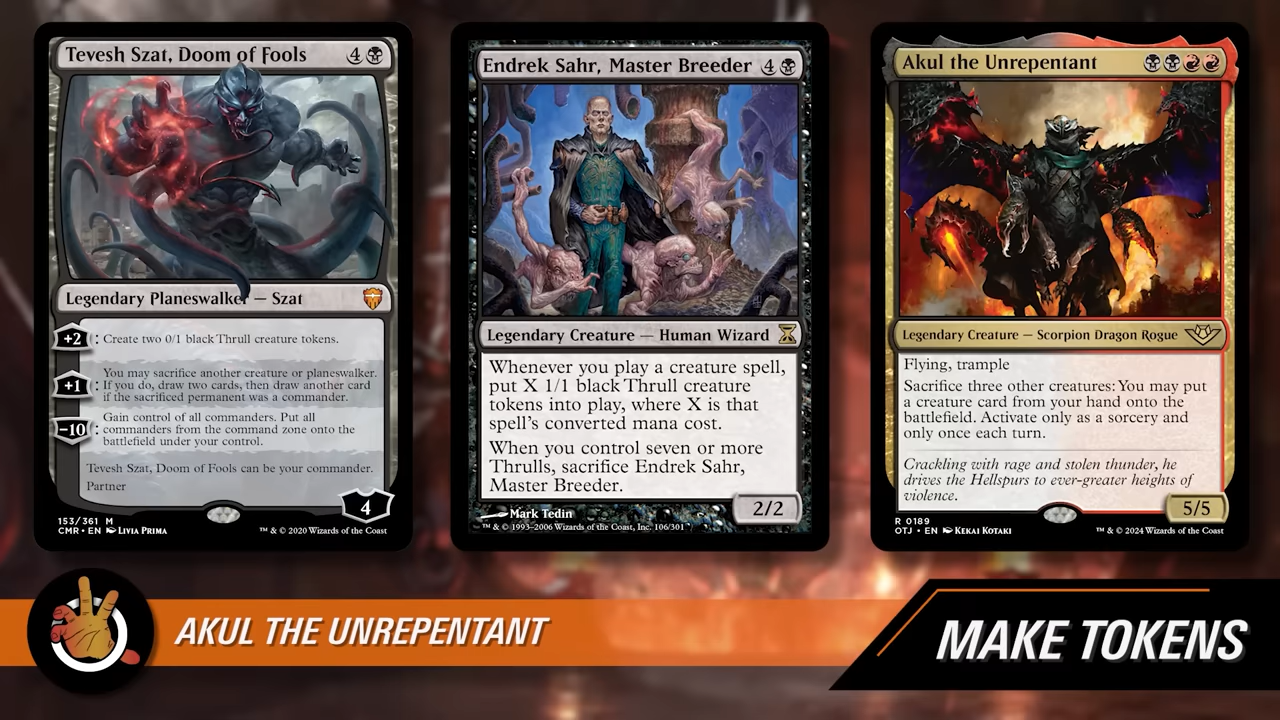 Tevesh Szat, Doom of Fools 4
Legendary Planeswalker — Szat
+2: Create two 0/1 black Thrull creature tokens.
You may sacrifice another creature or planeswalker.
+1: If you do, draw two cards, then draw another card
if the sacrificed permanent was a commander.
Gain control of all commanders. Put all
−10: commanders from the command zone onto the
battlefield under your control.
Tevesh Szat, Doom of Fools can be your commander.
Partner
4
153/361 M
CMR • EN Livia Prima
™ & © 2020 Wizards of the Coast
Endrek Sahr, Master Breeder 4
Legendary Creature — Human Wizard
Whenever you play a creature spell,
put X 1/1 black Thrull creature
tokens into play, where X is that
spell's converted mana cost.
When you control seven or more
Thrulls, sacrifice Endrek Sahr,
Master Breeder.
2/2
Mark Tedin
™ & © 1993–2006 Wizards of the Coast, Inc. 106/301
Akul the Unrepentant
Legendary Creature — Scorpion Dragon Rogue
Flying, trample
Sacrifice three other creatures: You may put
a creature card from your hand onto the
battlefield. Activate only as a sorcery and
only once each turn.
Crackling with rage and stolen thunder, he
drives the Hellspurs to ever-greater heights of
violence.
5/5
R 0189
OTJ • EN Kekai Kotaki
™ & © 2024 Wizards of the Coast
AKUL THE UNREPENTANT
MAKE TOKENS